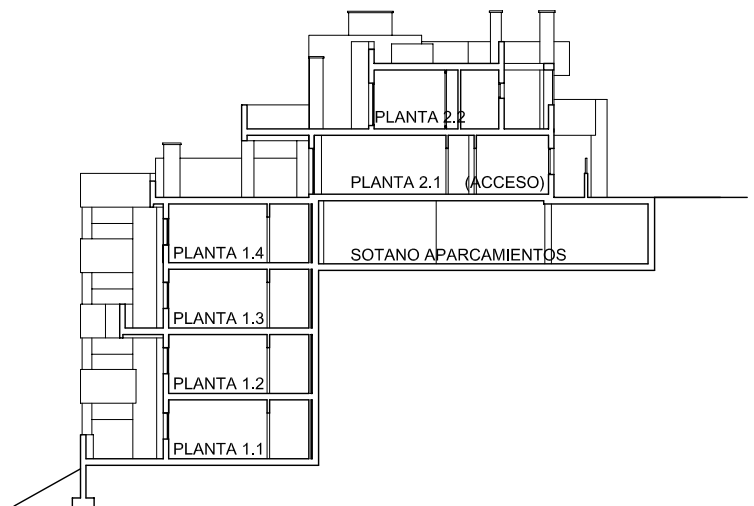 PLANTA 2.2
PLANTA 2.1 (ACCESO)
PLANTA 1.4
SOTANO APARCAMIENTOS
PLANTA 1.3
PLANTA 1.2
PLANTA 1.1